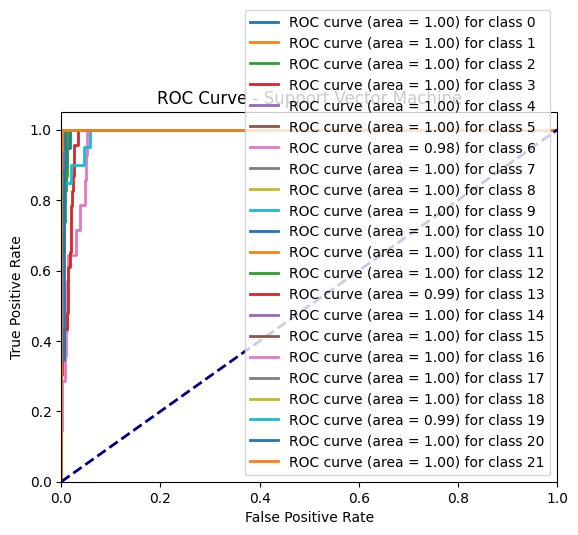 ROC Curve - Support Vector Machine
ROC curve (area = 1.00) for class 0
ROC curve (area = 1.00) for class 1
ROC curve (area = 1.00) for class 2
ROC curve (area = 1.00) for class 3
ROC curve (area = 1.00) for class 4
ROC curve (area = 1.00) for class 5
ROC curve (area = 0.98) for class 6
ROC curve (area = 1.00) for class 7
ROC curve (area = 1.00) for class 8
ROC curve (area = 1.00) for class 9
ROC curve (area = 1.00) for class 10
ROC curve (area = 1.00) for class 11
ROC curve (area = 1.00) for class 12
ROC curve (area = 0.99) for class 13
ROC curve (area = 1.00) for class 14
ROC curve (area = 1.00) for class 15
ROC curve (area = 1.00) for class 16
ROC curve (area = 1.00) for class 17
ROC curve (area = 1.00) for class 18
ROC curve (area = 0.99) for class 19
ROC curve (area = 1.00) for class 20
ROC curve (area = 1.00) for class 21
True Positive Rate
1.0
0.8
0.6
0.4
0.2
0.0
0.0 0.2 0.4 0.6 0.8 1.0
False Positive Rate